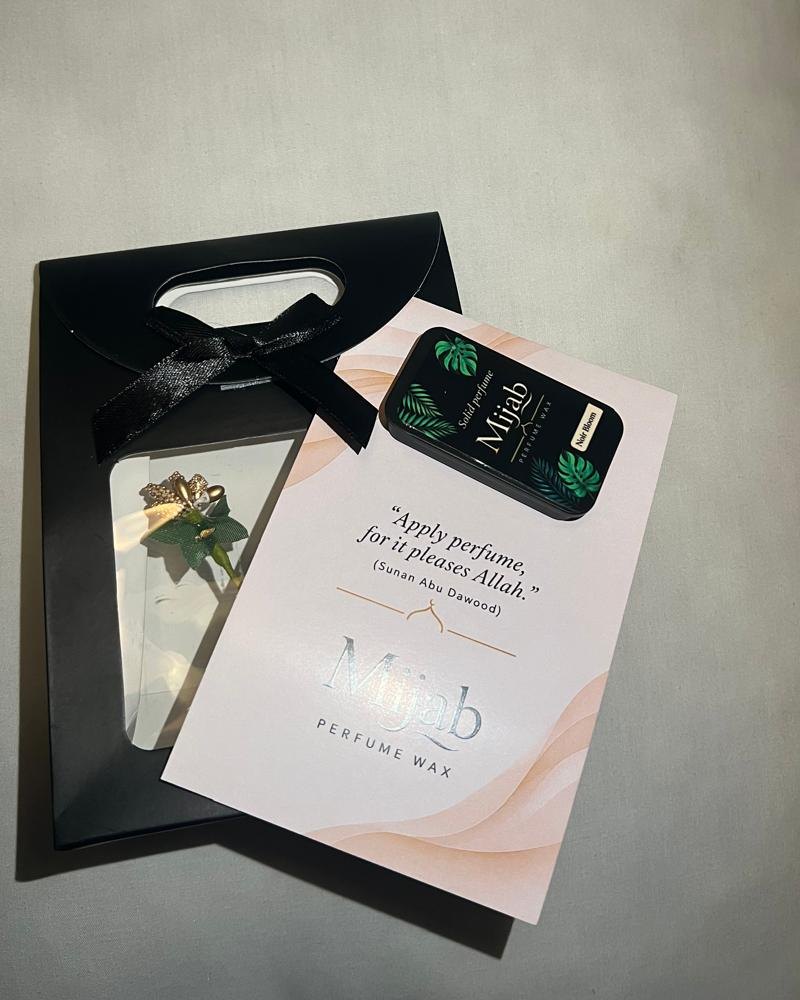 Solid perfume
Mijab
PERFUME WAX
Noir Bloom
“Apply perfume,
for it pleases Allah.”
(Sunan Abu Dawood)
Mijab
PERFUME WAX